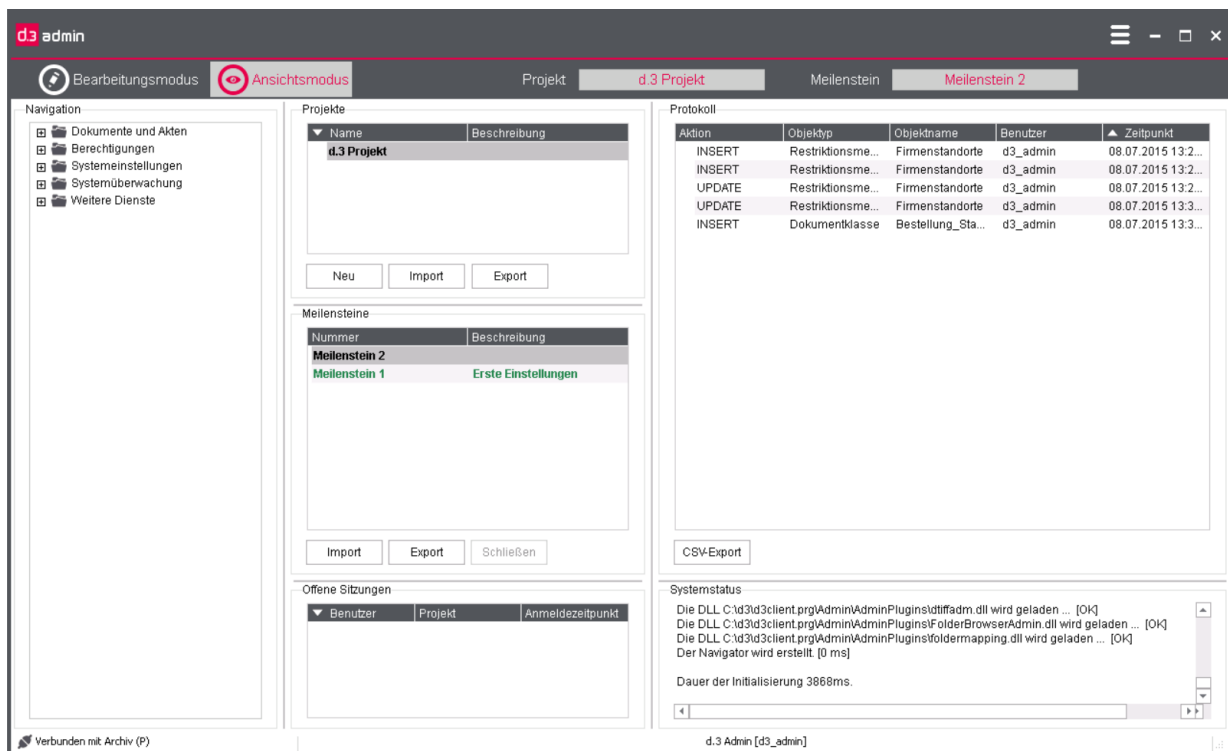 d.3 admin
Bearbeitungsmodus Ansichtsmodus Projekt d.3 Projekt Meilenstein Meilenstein 2
Navigation
Dokumente und Akten
Berechtigungen
Systemeinstellungen
Systemüberwachung
Weitere Dienste
Projekte
Name Beschreibung
d.3 Projekt
Neu Import Export
Meilensteine
Nummer Beschreibung
Meilenstein 2
Meilenstein 1 Erste Einstellungen
Import Export Schließen
Offene Sitzungen
Benutzer Projekt Anmeldezeitpunkt
Protokoll
Aktion Objekttyp Objektname Benutzer Zeitpunkt
INSERT Restriktionsme... Firmenstandorte d3_admin 08.07.2015 13:2...
INSERT Restriktionsme... Firmenstandorte d3_admin 08.07.2015 13:2...
UPDATE Restriktionsme... Firmenstandorte d3_admin 08.07.2015 13:2...
UPDATE Restriktionsme... Firmenstandorte d3_admin 08.07.2015 13:3...
INSERT Dokumentklasse Bestellung_Sta... d3_admin 08.07.2015 13:3...
CSV-Export
Systemstatus
Die DLL C:\d3\d3client.prg\Admin\AdminPlugins\dtiffadm.dll wird geladen ... [OK]
Die DLL C:\d3\d3client.prg\Admin\AdminPlugins\FolderBrowserAdmin.dll wird geladen ... [OK]
Die DLL C:\d3\d3client.prg\Admin\AdminPlugins\foldermapping.dll wird geladen ... [OK]
Der Navigator wird erstellt. [0 ms]
Dauer der Initialisierung 3868ms.
Verbunden mit Archiv (P) d.3 Admin [d3_admin]